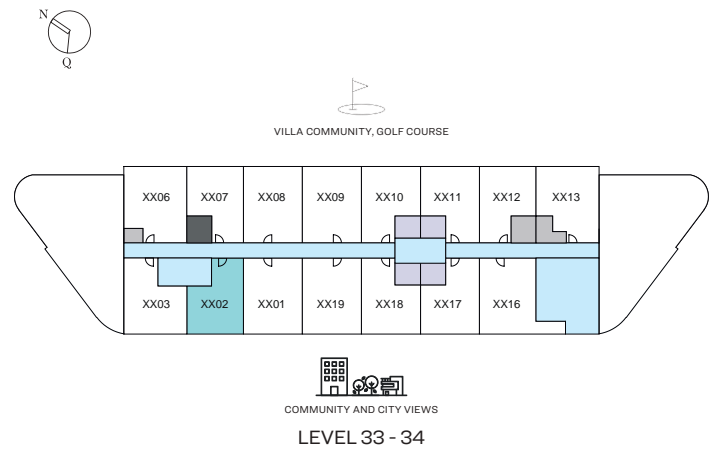 N
Q
VILLA COMMUNITY, GOLF COURSE
XX06 XX07 XX08 XX09 XX10 XX11 XX12 XX13
XX03 XX02 XX01 XX19 XX18 XX17 XX16
COMMUNITY AND CITY VIEWS
LEVEL 33 - 34